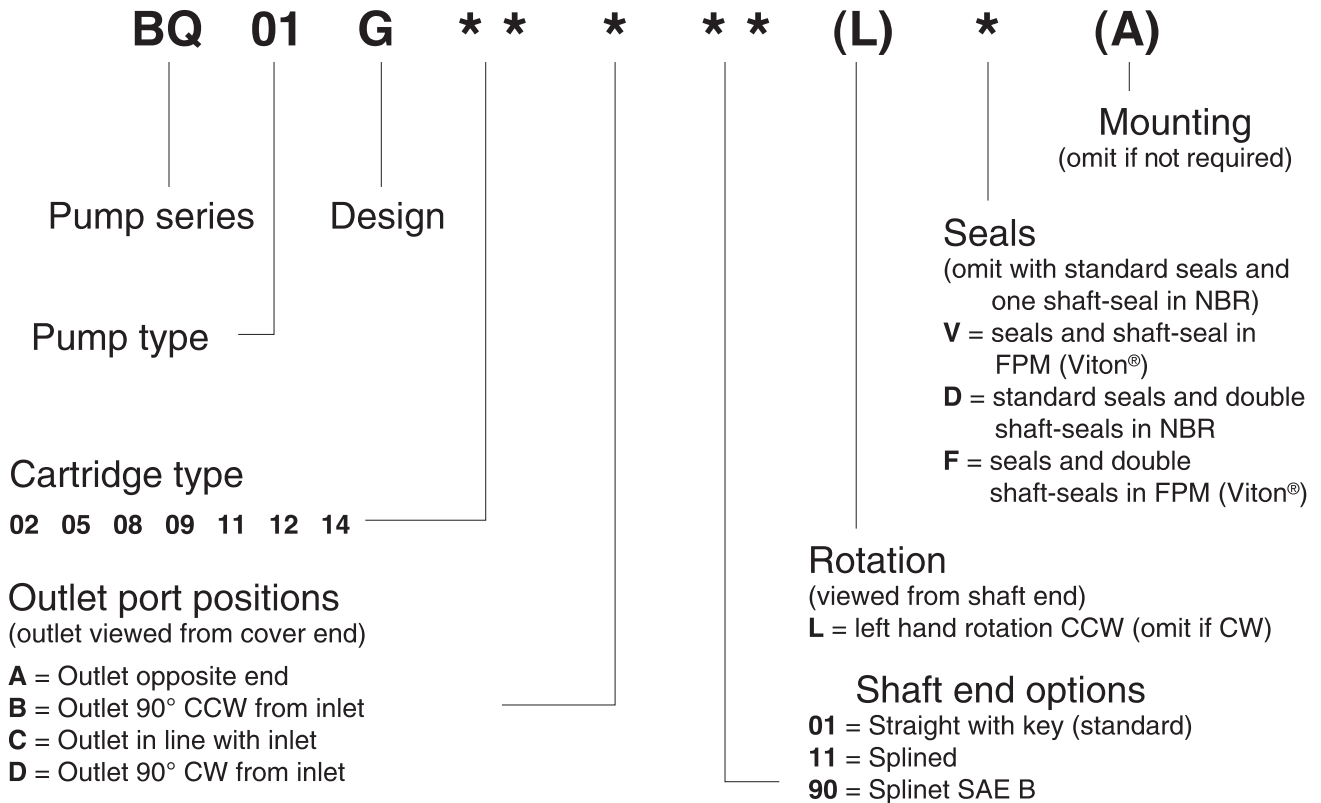 BQ 01 G ** * ** (L) * (A)
Mounting
(omit if not required)
Pump series
Design
Pump type
Seals
(omit with standard seals and
one shaft-seal in NBR)
V = seals and shaft-seal in
FPM (Viton®)
D = standard seals and double
shaft-seals in NBR
F = seals and double
shaft-seals in FPM (Viton®)
Cartridge type
02 05 08 09 11 12 14
Outlet port positions
(outlet viewed from cover end)
A = Outlet opposite end
B = Outlet 90° CCW from inlet
C = Outlet in line with inlet
D = Outlet 90° CW from inlet
Rotation
(viewed from shaft end)
L = left hand rotation CCW (omit if CW)
Shaft end options
01 = Straight with key (standard)
11 = Splined
90 = Splinet SAE B